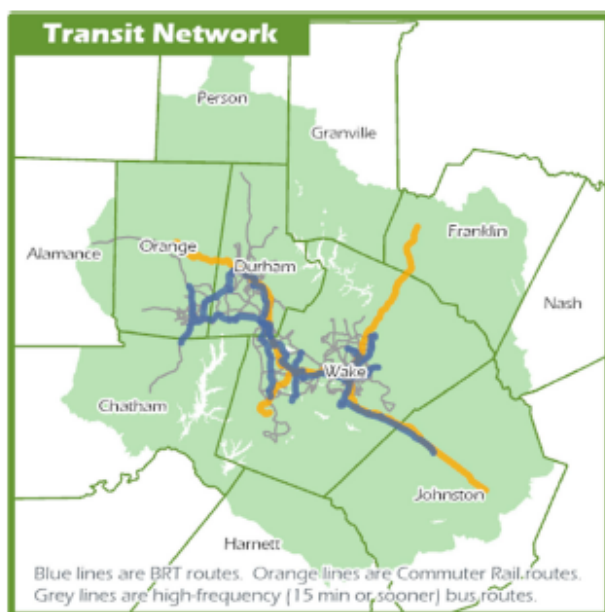 Transit Network
Person
Granville
Franklin
Alamance
Orange
Durham
Nash
Wake
Chatham
Johnston
Harnett
Blue lines are BRT routes. Orange lines are Commuter Rail routes.
Grey lines are high-frequency (15 min or sooner) bus routes.